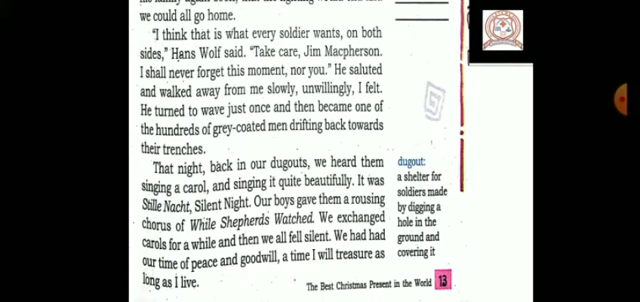 we could all go home.
“I think that is what every soldier wants, on both
sides,” Hans Wolf said. “Take care, Jim Macpherson.
I shall never forget this moment, nor you.” He saluted
and walked away from me slowly, unwillingly, I felt.
He turned to wave just once and then became one of
the hundreds of grey-coated men drifting back towards
their trenches.
That night, back in our dugouts, we heard them
singing a carol, and singing it quite beautifully. It was
Stille Nacht, Silent Night. Our boys gave them a rousing
chorus of While Shepherds Watched. We exchanged
carols for a while and then we all fell silent. We had had
our time of peace and goodwill, a time I will treasure as
long as I live.
dugout:
a shelter for
soldiers made
by digging a
hole in the
ground and
covering it
The Best Christmas Present in the World 13